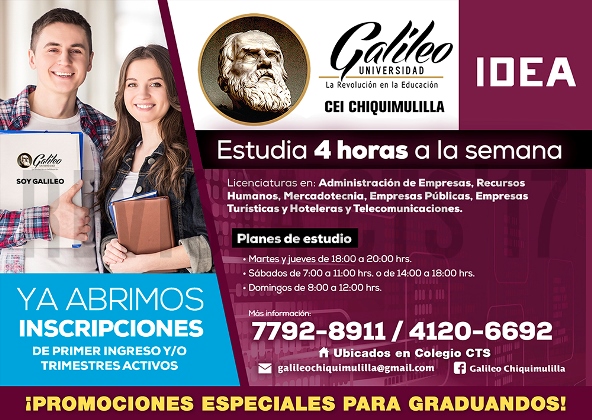 Galileo
UNIVERSIDAD
La Revolución en la Educación
CEI CHIQUIMULILLA
IDEA
Galileo
SOY GALILEO
Estudia 4 horas a la semana
Licenciaturas en: Administración de Empresas, Recursos
Humanos, Mercadotecnia, Empresas Públicas, Empresas
Turísticas y Hoteleras y Telecomunicaciones.
Planes de estudio
• Martes y jueves de 18:00 a 20:00 hrs.
• Sábados de 7:00 a 11:00 hrs. o de 14:00 a 18:00 hrs.
• Domingos de 8:00 a 12:00 hrs.
YA ABRIMOS
INSCRIPCIONES
DE PRIMER INGRESO Y/O
TRIMESTRES ACTIVOS
Más información:
7792-8911 / 4120-6692
Ubicados en Colegio CTS
galileochiquimulilla@gmail.com
Galileo Chiquimulilla
¡PROMOCIONES ESPECIALES PARA GRADUANDOS!